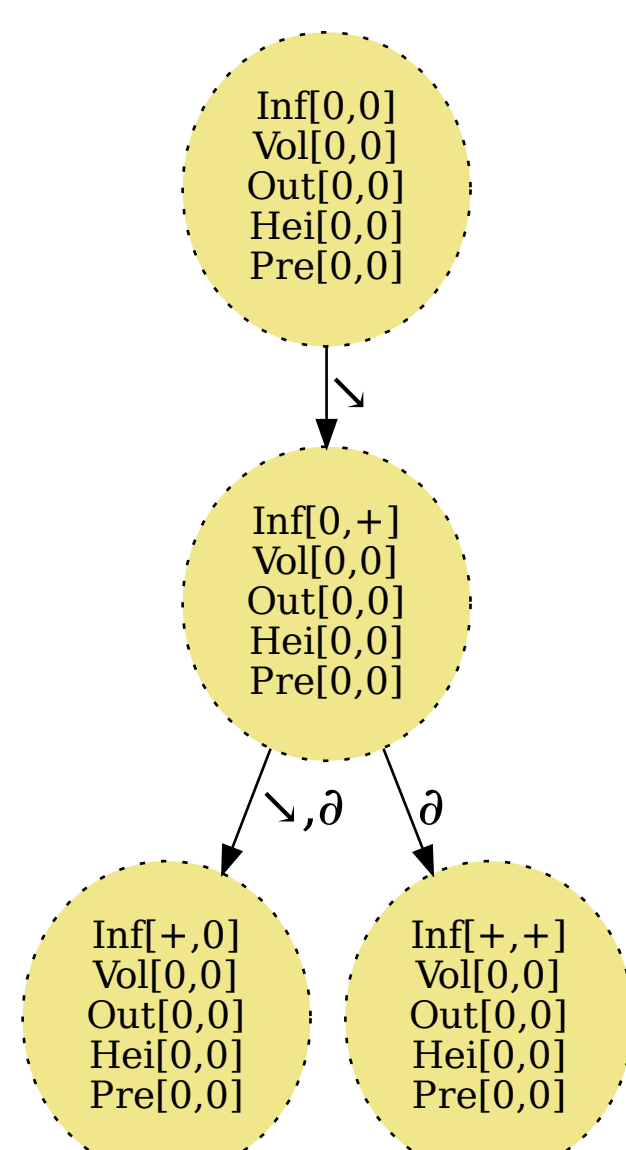 Inf[0,0]
Vol[0,0]
Out[0,0]
Hei[0,0]
Pre[0,0]
↘
Inf[0,+]
Vol[0,0]
Out[0,0]
Hei[0,0]
Pre[0,0]
↘,∂
∂
Inf[+,0]
Vol[0,0]
Out[0,0]
Hei[0,0]
Pre[0,0]
Inf[+,+]
Vol[0,0]
Out[0,0]
Hei[0,0]
Pre[0,0]